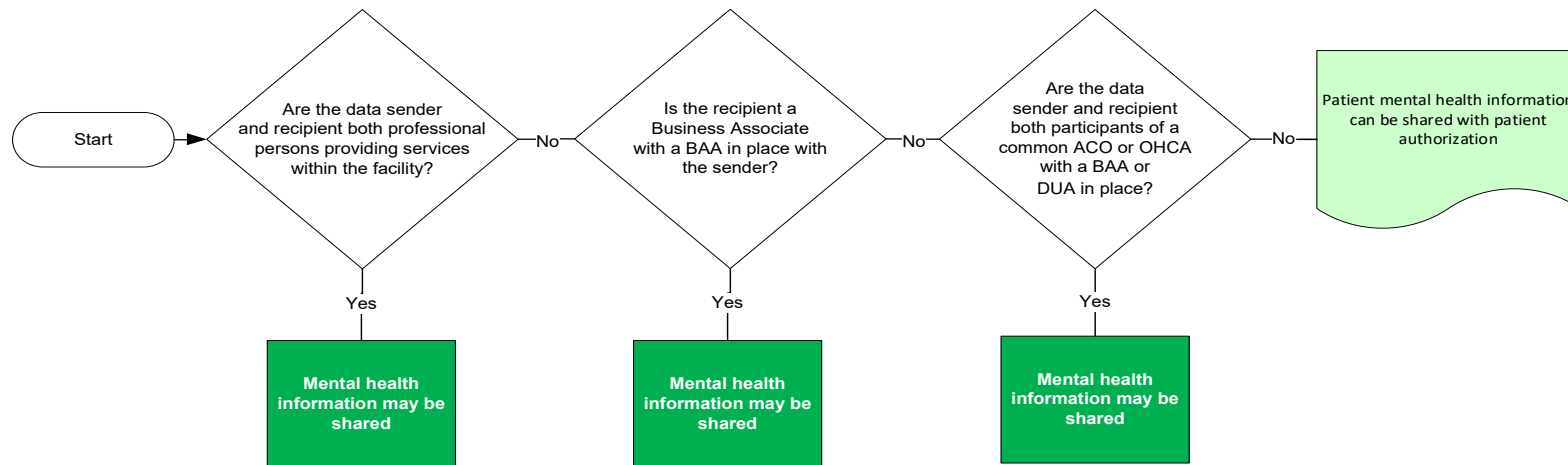 Start
Are the data sender
and recipient both professional
persons providing services
within the facility?
No
Is the recipient a
Business Associate
with a BAA in place with
the sender?
No
Are the data
sender and recipient
both participants of a
common ACO or OHCA
with a BAA or
DUA in place?
No
Patient mental health information
can be shared with patient
authorization
Yes
Yes
Yes
Mental health
information may be
shared
Mental health
information may be
shared
Mental health
information may be
shared